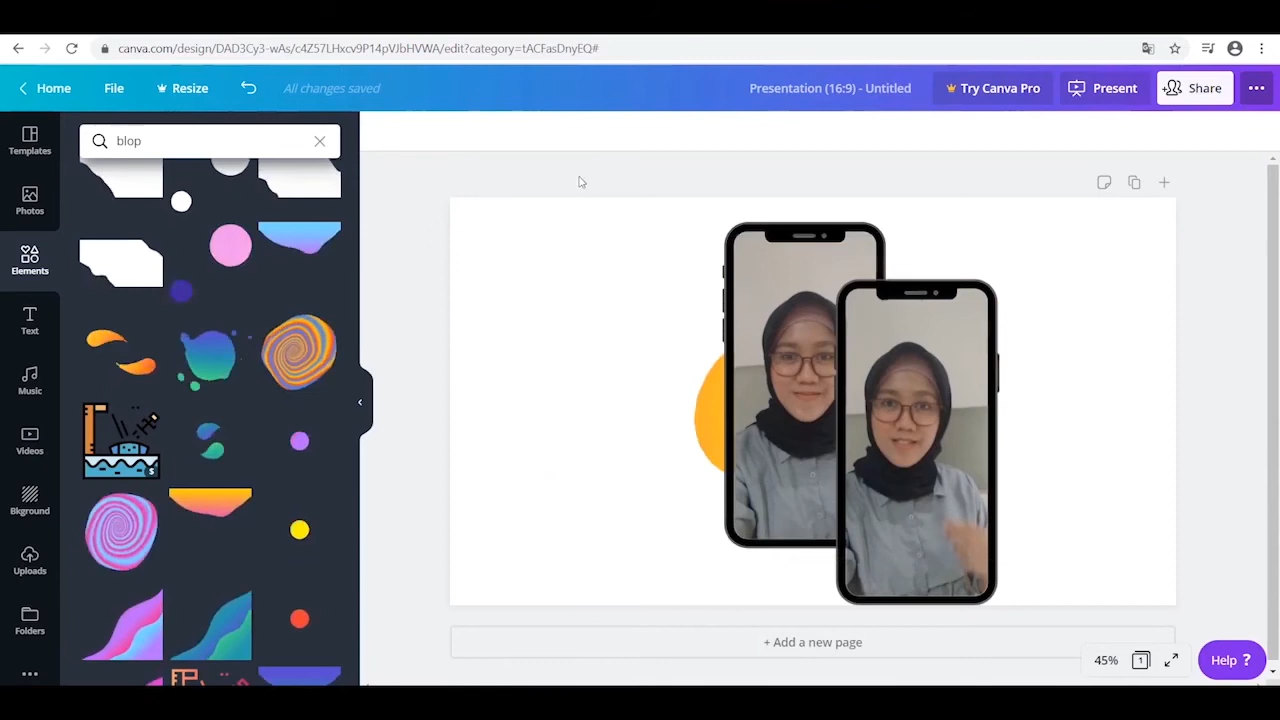 canva.com/design/DAD3Cy3-wAs/c4Z57LHxcv9P14pVJbHVWA/edit?category=tACFasDnyEQ#
Home File Resize All changes saved Presentation (16:9) - Untitled Try Canva Pro Present Share
Templates
Photos
Elements
Text
Music
Videos
Bkground
Uploads
Folders
blop
+ Add a new page
45% 1 Help ?